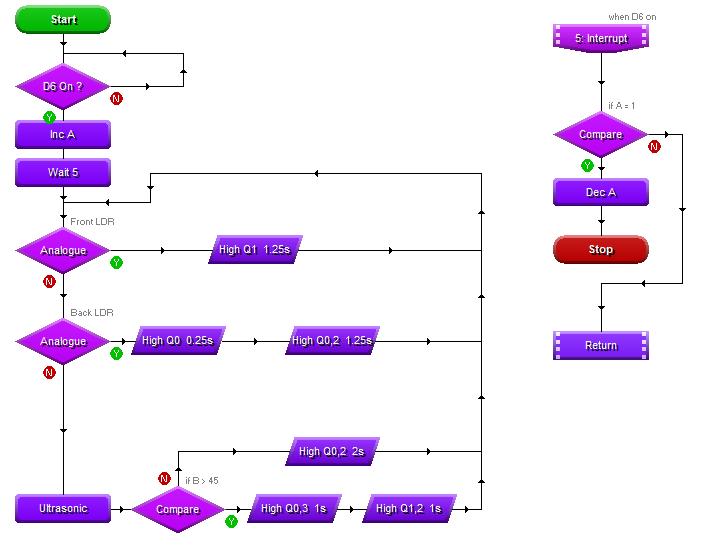 Start
D6 On ?
N
Y
Inc A
Wait 5
Front LDR
Analogue
Y
High Q1 1.25s
N
Back LDR
Analogue
Y
High Q0 0.25s
High Q0,2 1.25s
N
High Q0,2 2s
N
if B > 45
Ultrasonic
Compare
Y
High Q0,3 1s
High Q1,2 1s
when D6 on
5: Interrupt
if A = 1
Compare
N
Y
Dec A
Stop
Return